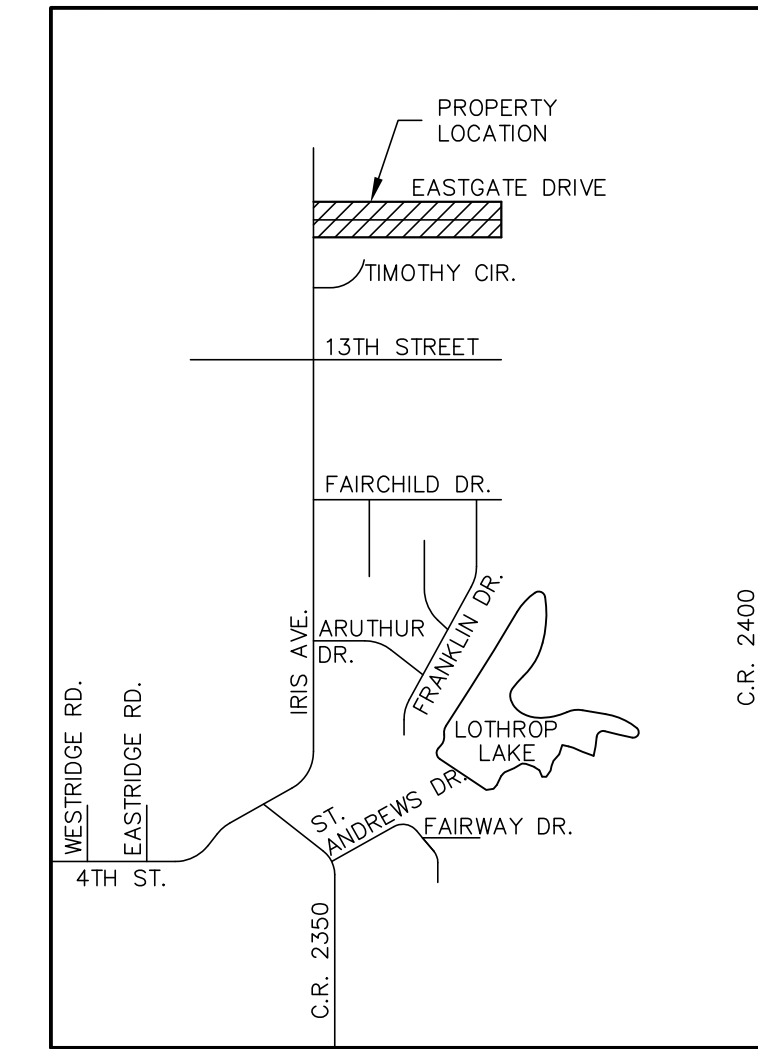 PROPERTY
LOCATION
EASTGATE DRIVE
TIMOTHY CIR.
13TH STREET
FAIRCHILD DR.
IRIS AVE.
ARUTHUR
DR.
FRANKLIN DR.
C.R. 2400
LOTHROP
LAKE
WESTRIDGE RD.
EASTRIDGE RD.
ST.
ANDREWS DR.
FAIRWAY DR.
4TH ST.
C.R. 2350